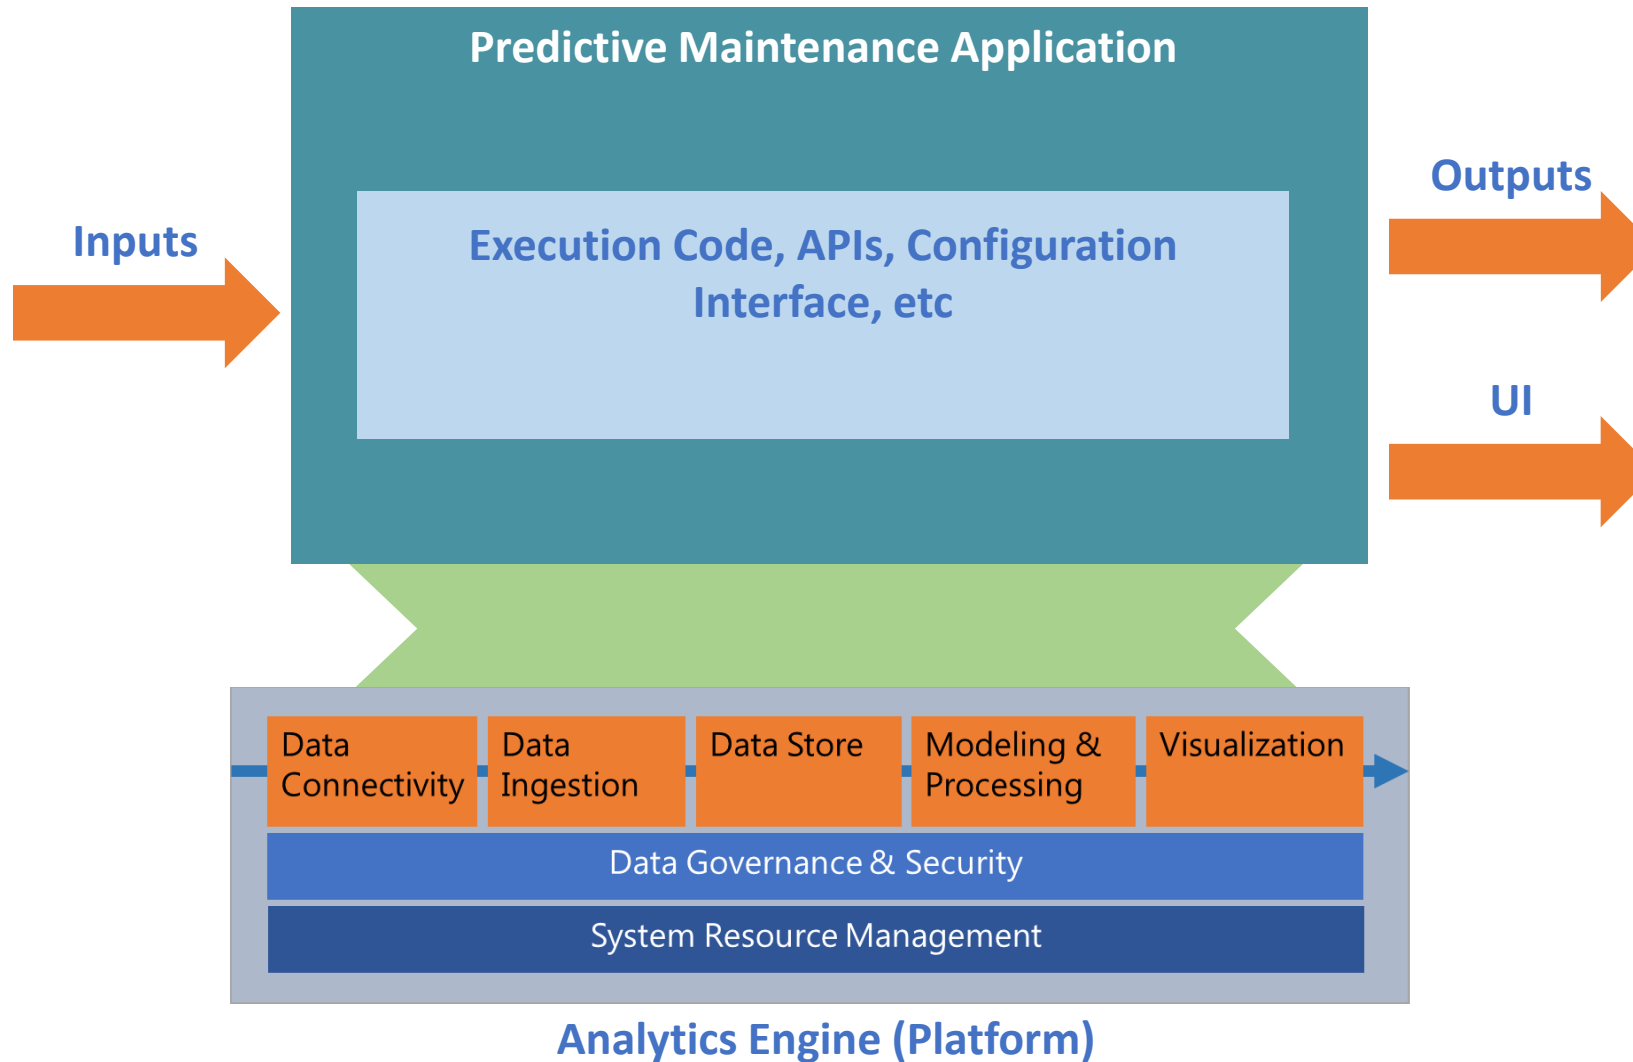 Predictive Maintenance Application
Inputs
Execution Code, APIs, Configuration
Interface, etc
Outputs
UI
Data
Connectivity
Data
Ingestion
Data Store
Modeling &
Processing
Visualization
Data Governance & Security
System Resource Management
Analytics Engine (Platform)